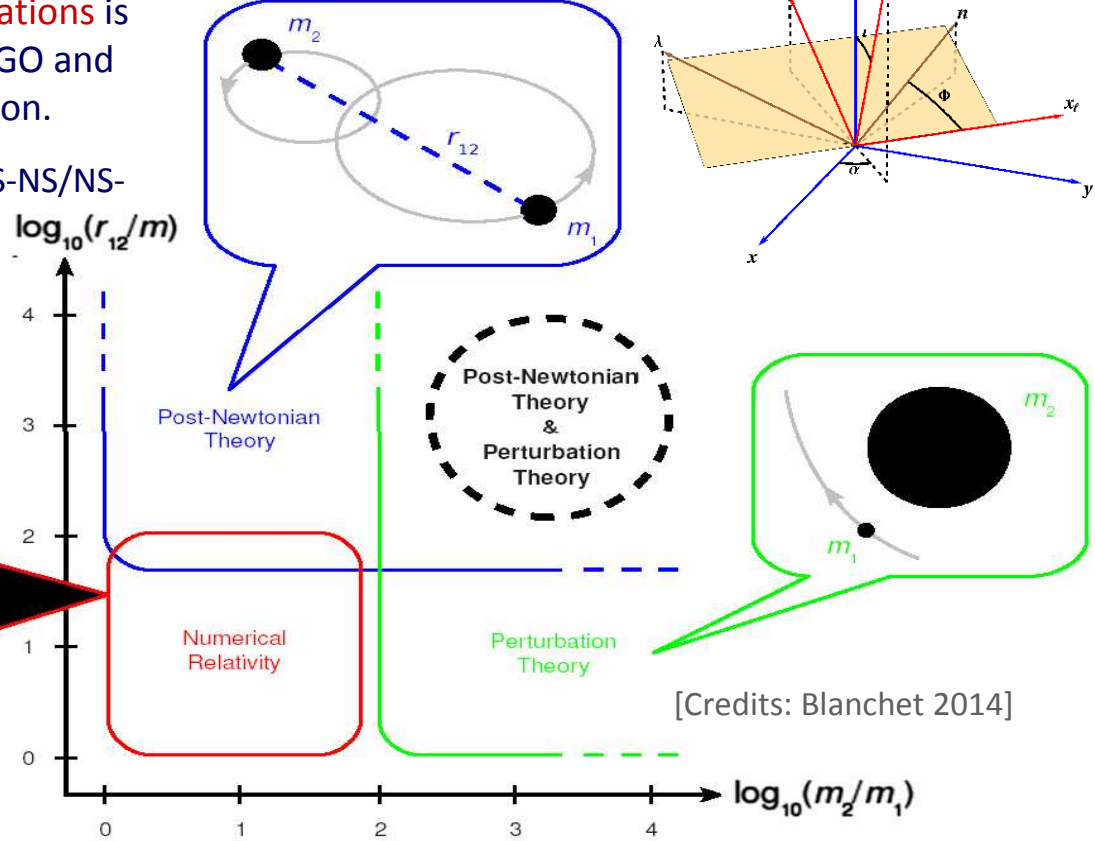 ations is
GO and
on.
S-NS/NS-
m₂
r₁₂
m₁
λ
ι
n
Φ
x_ℓ
α
y
x
log₁₀(r₁₂/m)
4
3
2
1
0
Post-Newtonian
Theory
Post-Newtonian
Theory
&
Perturbation
Theory
m₂
m₁
Numerical
Relativity
Perturbation
Theory
[Credits: Blanchet 2014]
0 1 2 3 4
log₁₀(m₂/m₁)